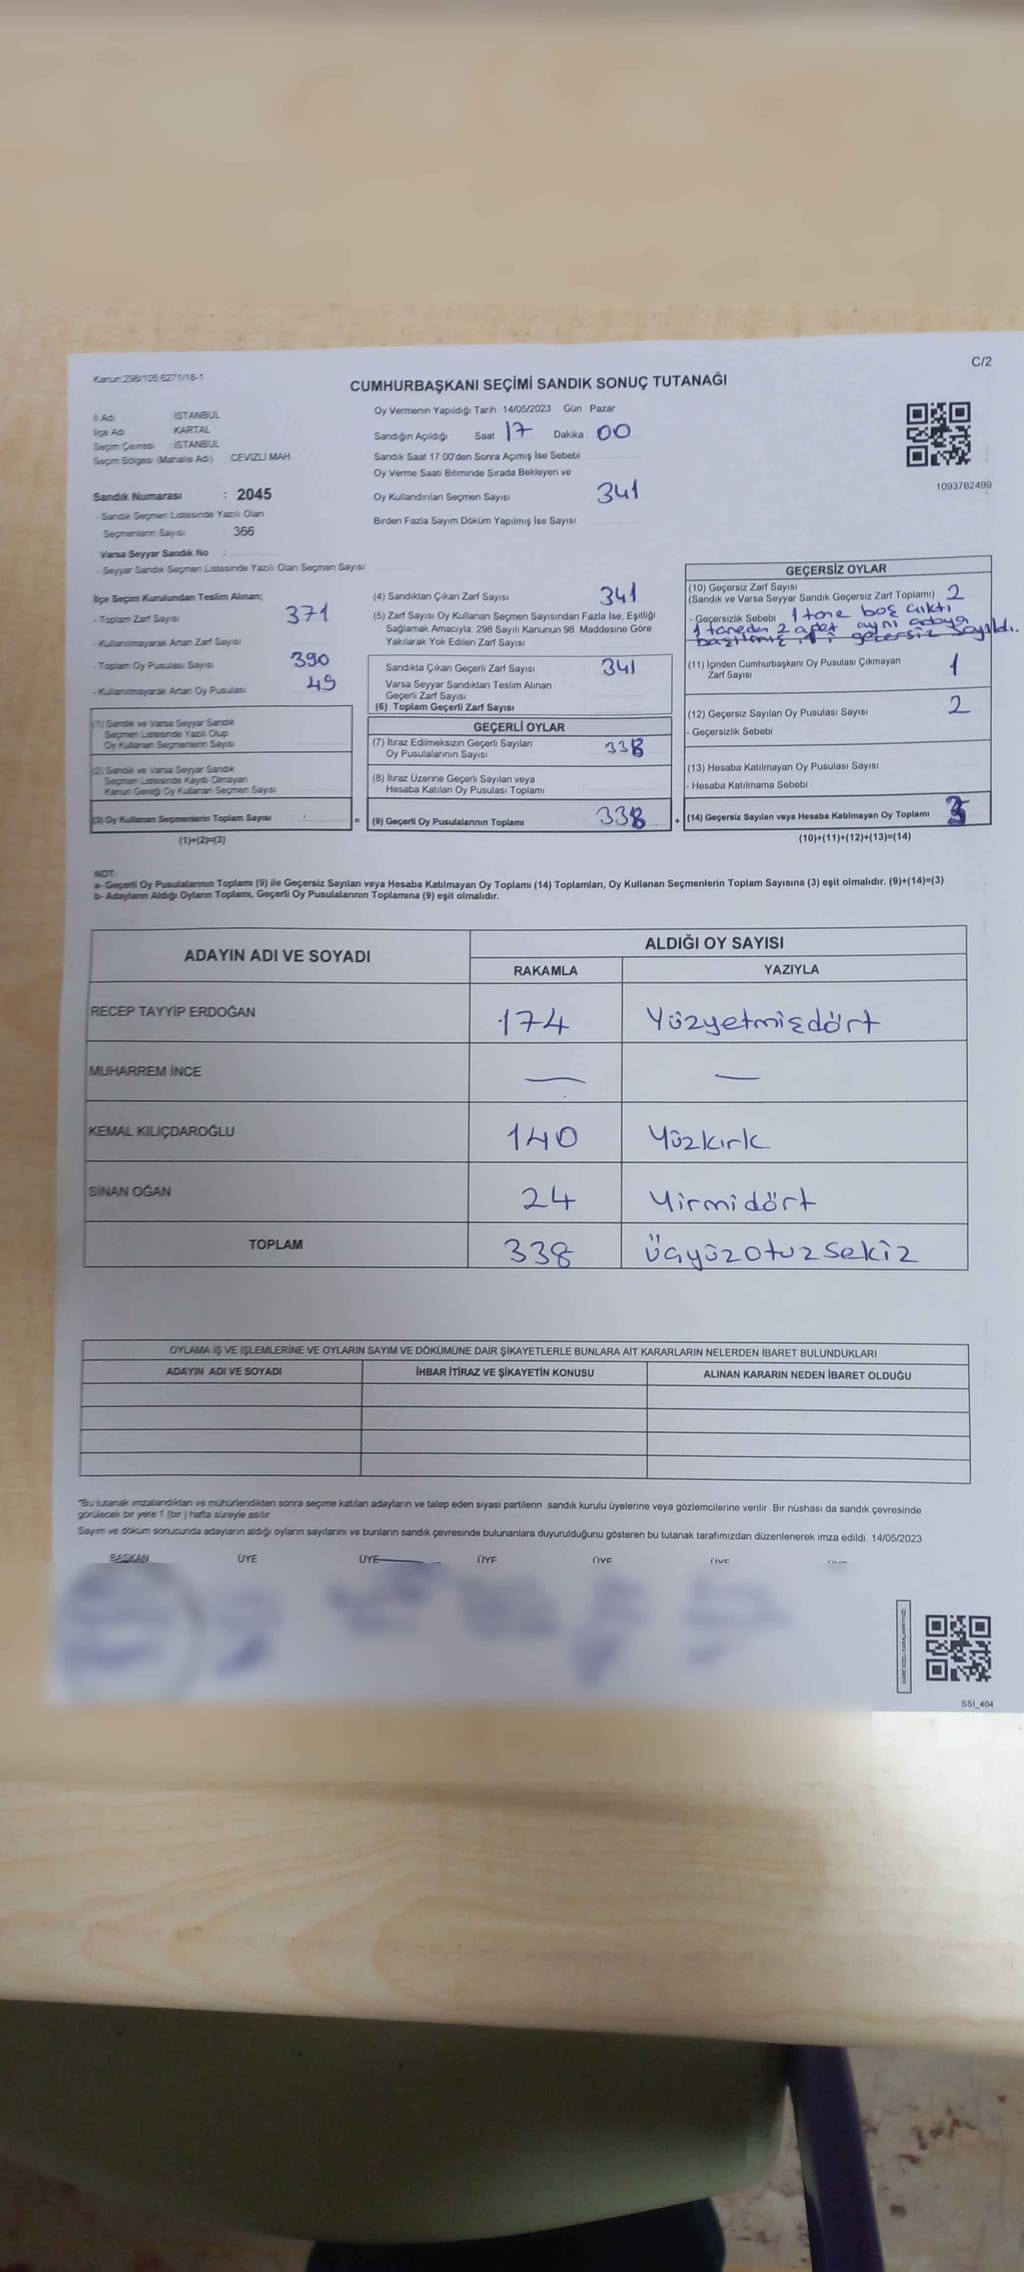 Kanun:298/105 6271/18-1
C/2
CUMHURBAŞKANI SEÇİMİ SANDIK SONUÇ TUTANAĞI
İl Adı İSTANBUL
İlçe Adı KARTAL
Seçim Çevresi : İSTANBUL
Seçim Bölgesi (Mahalle Adı) CEVİZLİ MAH
Sandık Numarası : 2045
- Sandık Seçmen Listesinde Yazılı Olan
Seçmenlerin Sayısı 366
Varsa Seyyar Sandık No :
- Seyyar Sandık Seçmen Listesinde Yazılı Olan Seçmen Sayısı
Oy Vermenin Yapıldığı Tarih 14/05/2023 Gün Pazar
Sandığın Açıldığı Saat 17 Dakika 00
Sandık Saat 17:00'den Sonra Açımış İse Sebebi
Oy Verme Saati Bitiminde Sırada Bekleyen ve
Oy Kullandırılan Seçmen Sayısı 341
Birden Fazla Sayım Döküm Yapılmış İse Sayısı
1093782499
İlçe Seçim Kurulundan Teslim Alınan;
- Toplam Zarf Sayısı 371
- Kullanılmayarak Artan Zarf Sayısı
- Toplam Oy Pusulası Sayısı 390
- Kullanılmayarak Artan Oy Pusulası 49
(1) Sandık ve Varsa Seyyar Sandık
Seçmen Listesinde Yazılı Olup
Oy Kullanan Seçmenlerin Sayısı
(2) Sandık ve Varsa Seyyar Sandık
Seçmen Listesinde Kayıtlı Olmayan
Kanun Gereği Oy Kullanan Seçmen Sayısı
(3) Oy Kullanan Seçmenlerin Toplam Sayısı
(1)+(2)=(3)
(4) Sandıktan Çıkan Zarf Sayısı 341
(5) Zarf Sayısı Oy Kullanan Seçmen Sayısından Fazla İse, Eşitliği
Sağlamak Amacıyla; 298 Sayılı Kanunun 98. Maddesine Göre
Yakılarak Yok Edilen Zarf Sayısı
Sandıkta Çıkan Geçerli Zarf Sayısı 341
Varsa Seyyar Sandıktan Teslim Alınan
Geçerli Zarf Sayısı
(6) Toplam Geçerli Zarf Sayısı
GEÇERLİ OYLAR
(7) İtiraz Edilmeksizin Geçerli Sayılan
Oy Pusulalarının Sayısı 338
(8) İtiraz Üzerine Geçerli Sayılan veya
Hesaba Katılan Oy Pusulası Toplamı
= (9) Geçerli Oy Pusulalarının Toplamı 338 +
GEÇERSİZ OYLAR
(10) Geçersiz Zarf Sayısı
(Sandık ve Varsa Seyyar Sandık Geçersiz Zarf Toplamı) 2
- Geçersizlik Sebebi 1 tane boş çıktı
1 taneden 2 adet aynı adaya
geçersiz sayıldı.
(11) İçinden Cumhurbaşkanı Oy Pusulası Çıkmayan
Zarf Sayısı 1
(12) Geçersiz Sayılan Oy Pusulası Sayısı 2
- Geçersizlik Sebebi
(13) Hesaba Katılmayan Oy Pusulası Sayısı
- Hesaba Katılmama Sebebi
(14) Geçersiz Sayılan veya Hesaba Katılmayan Oy Toplamı 3
(10)+(11)+(12)+(13)=(14)
NOT:
a- Geçerli Oy Pusulalarının Toplamı (9) ile Geçersiz Sayılan veya Hesaba Katılmayan Oy Toplamı (14) Toplamları, Oy Kullanan Seçmenlerin Toplam Sayısına (3) eşit olmalıdır. (9)+(14)=(3)
b- Adayların Aldığı Oyların Toplamı, Geçerli Oy Pusulalarının Toplamına (9) eşit olmalıdır.
ADAYIN ADI VE SOYADI ALDIĞI OY SAYISI
RAKAMLA YAZIYLA
RECEP TAYYİP ERDOĞAN 174 Yüzyetmişdört
MUHARREM İNCE — —
KEMAL KILIÇDAROĞLU 140 Yüzkırk
SİNAN OĞAN 24 Yirmidört
TOPLAM 338 Üçyüzotuzsekiz
OYLAMA İŞ VE İŞLEMLERİNE VE OYLARIN SAYIM VE DÖKÜMÜNE DAİR ŞİKAYETLERLE BUNLARA AİT KARARLARIN NELERDEN İBARET BULUNDUKLARI
ADAYIN ADI VE SOYADI İHBAR İTİRAZ VE ŞİKAYETİN KONUSU ALINAN KARARIN NEDEN İBARET OLDUĞU
*Bu tutanak imzalandıktan ve mühürlendikten sonra seçime katılan adayların ve talep eden siyasi partilerin sandık kurulu üyelerine veya gözlemcilerine verilir. Bir nüshası da sandık çevresinde
görülecek bir yere 1 (bir) hafta süreyle asılır.
Sayım ve döküm sonucunda adayların aldığı oyların sayılarını ve bunların sandık çevresinde bulunanlara duyurulduğunu gösteren bu tutanak tarafımızdan düzenlenerek imza edildi. 14/05/2023
BAŞKAN ÜYE ÜYE ÜYE ÜYE ÜYE
SSI_404